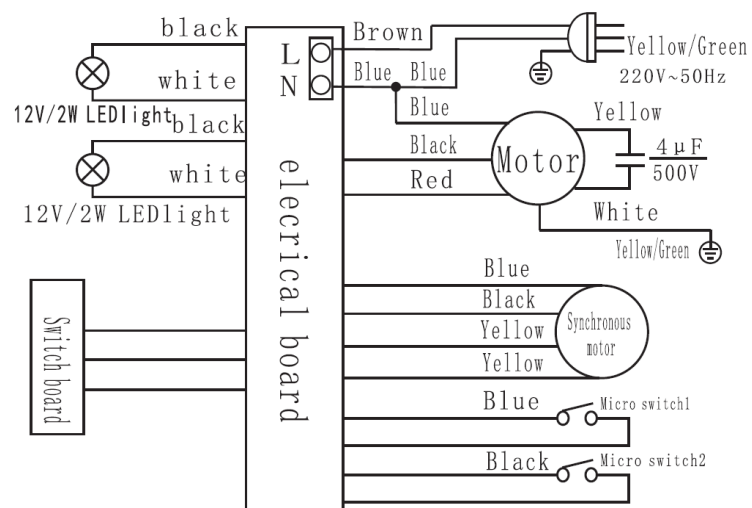 black
L
Brown
white
N
Blue
Blue
Yellow/Green
220V~50Hz
12V/2W LEDlight
black
Blue
Yellow
white
Black
Motor
4μF
500V
Red
12V/2W LEDlight
White
Yellow/Green
elecrical board
Switch board
Blue
Black
Yellow
Yellow
Synchronous
motor
Blue
Micro switch1
Black
Micro switch2